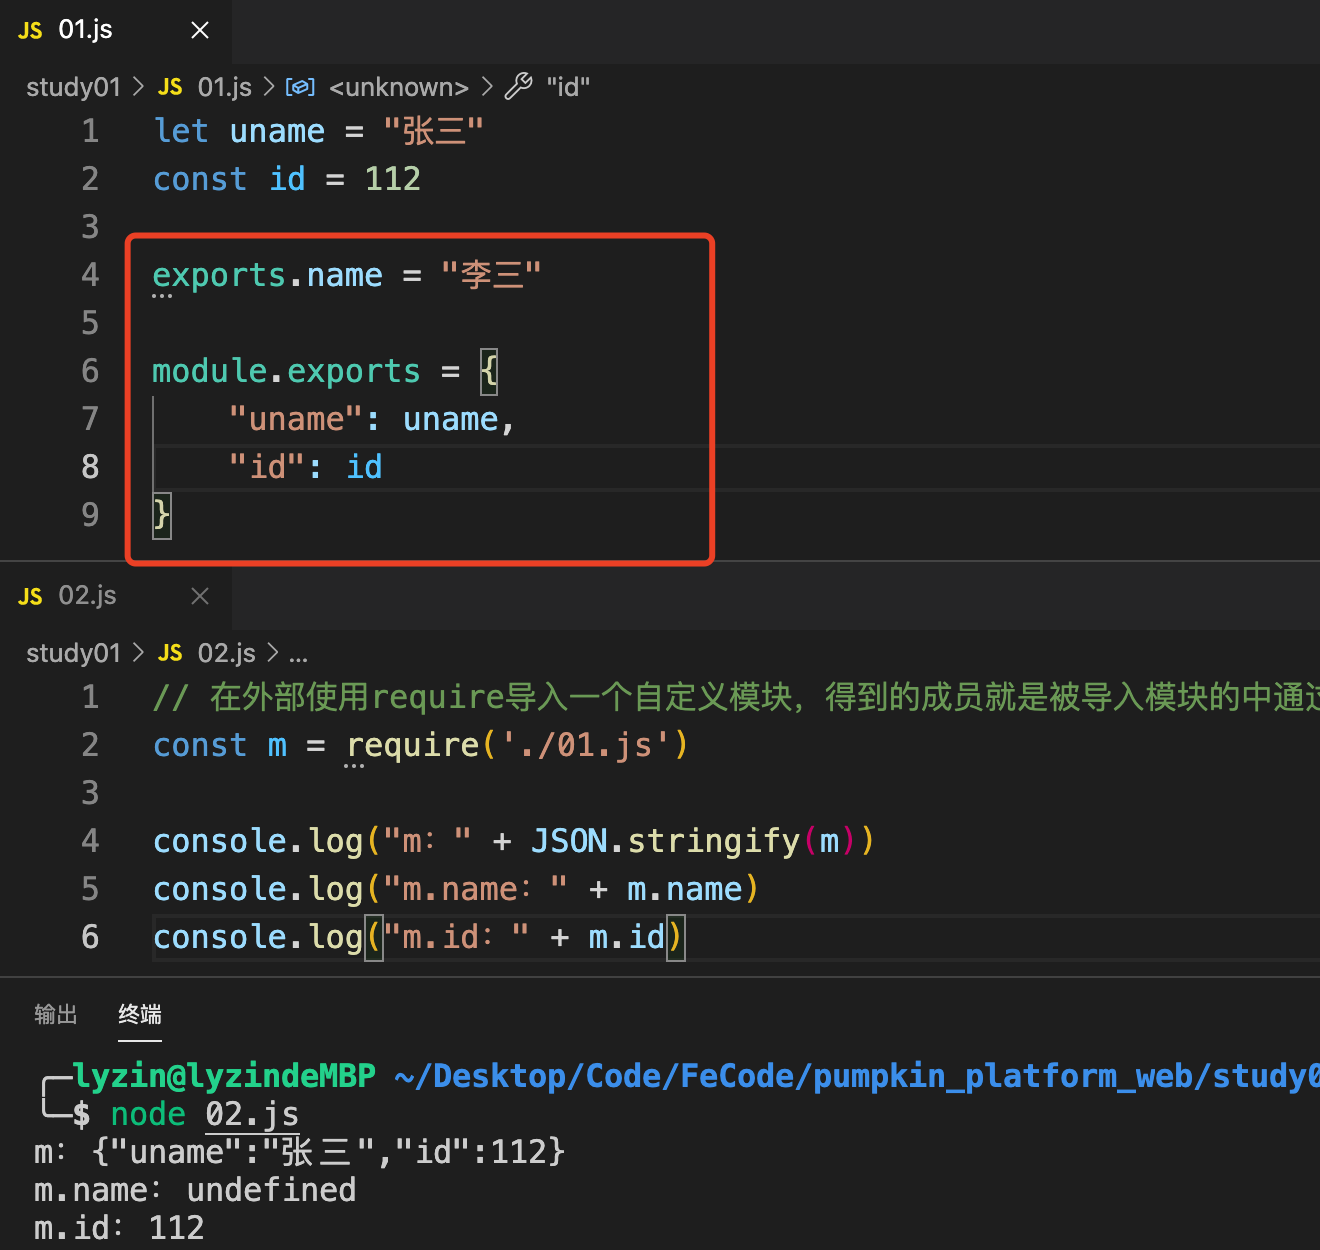 JS 01.js ×
study01 > JS 01.js > <unknown> > "id"
1 let uname = "张三"
2 const id = 112
3
4 exports.name = "李三"
5
6 module.exports = {
7 "uname": uname,
8 "id": id
9 }
JS 02.js ×
study01 > JS 02.js > ...
1 // 在外部使用require导入一个自定义模块，得到的成员就是被导入模块的中通过
2 const m = require('./01.js')
3
4 console.log("m：" + JSON.stringify(m))
5 console.log("m.name：" + m.name)
6 console.log("m.id：" + m.id)
输出 终端
lyzin@lyzindeMBP ~/Desktop/Code/FeCode/pumpkin_platform_web/study0
$ node 02.js
m：{"uname":"张三","id":112}
m.name：undefined
m.id：112